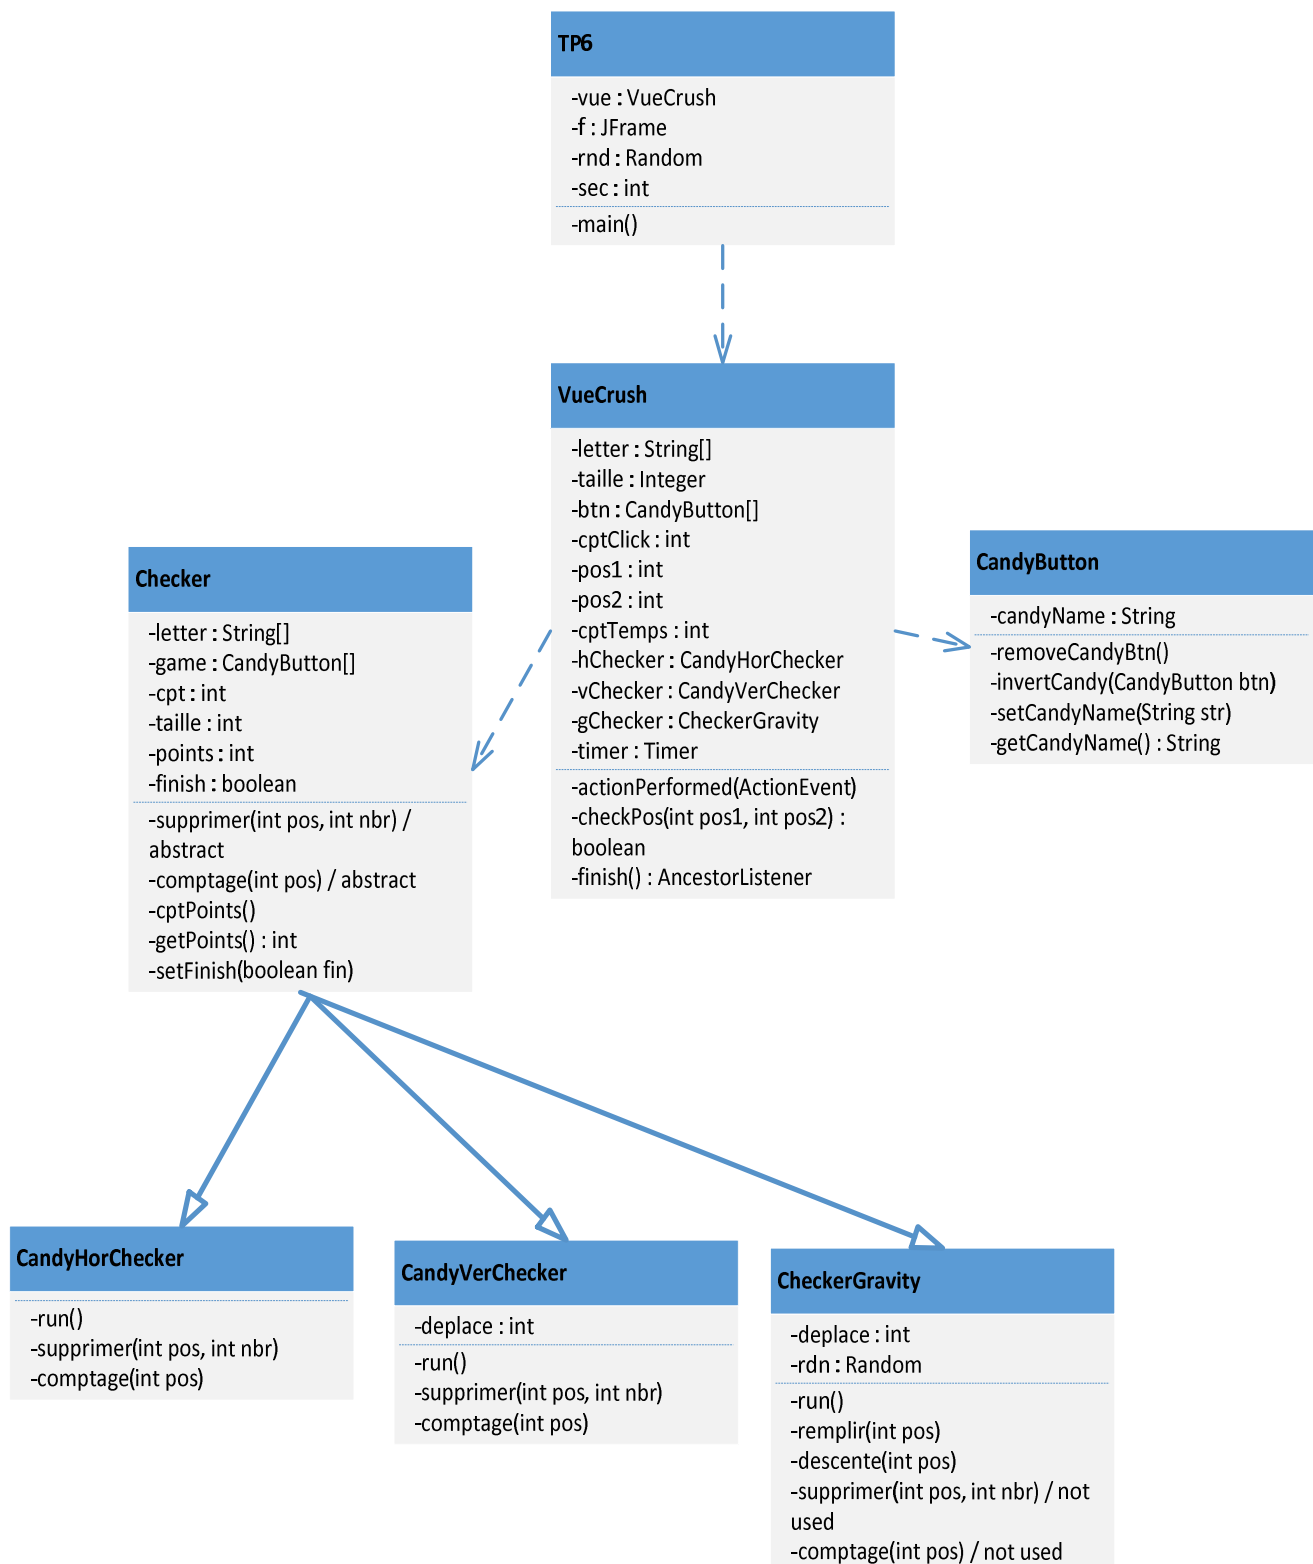 TP6
-vue : VueCrush
-f : JFrame
-rnd : Random
-sec : int
-main()
VueCrush
-letter : String[]
-taille : Integer
-btn : CandyButton[]
-cptClick : int
-pos1 : int
-pos2 : int
-cptTemps : int
-hChecker : CandyHorChecker
-vChecker : CandyVerChecker
-gChecker : CheckerGravity
-timer : Timer
-actionPerformed(ActionEvent)
-checkPos(int pos1, int pos2) :
boolean
-finish() : AncestorListener
CandyButton
-candyName : String
-removeCandyBtn()
-invertCandy(CandyButton btn)
-setCandyName(String str)
-getCandyName() : String
Checker
-letter : String[]
-game : CandyButton[]
-cpt : int
-taille : int
-points : int
-finish : boolean
-supprimer(int pos, int nbr) /
abstract
-comptage(int pos) / abstract
-cptPoints()
-getPoints() : int
-setFinish(boolean fin)
CandyHorChecker
-run()
-supprimer(int pos, int nbr)
-comptage(int pos)
CandyVerChecker
-deplace : int
-run()
-supprimer(int pos, int nbr)
-comptage(int pos)
CheckerGravity
-deplace : int
-rdn : Random
-run()
-remplir(int pos)
-descente(int pos)
-supprimer(int pos, int nbr) / not
used
-comptage(int pos) / not used